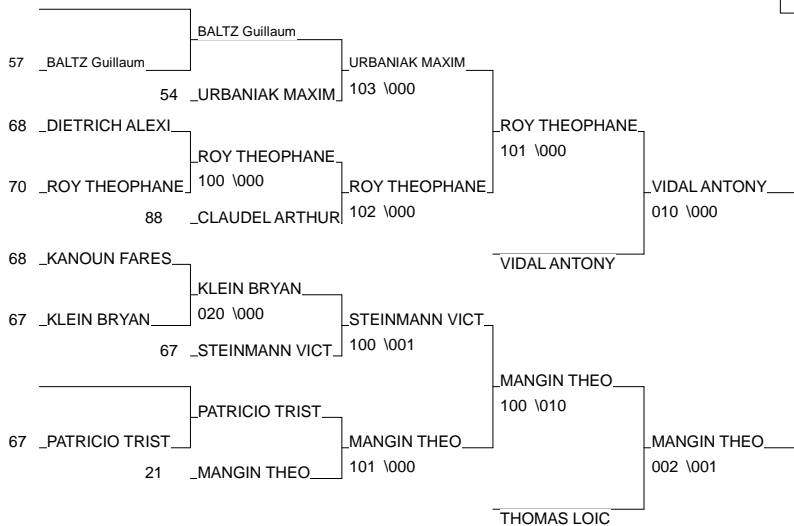 BALTZ Guillaum
57 BALTZ Guillaum URBANIAK MAXIM
54 URBANIAK MAXIM 103 \000
68 DIETRICH ALEXI ROY THEOPHANE
101 \000
ROY THEOPHANE
100 \000
70 ROY THEOPHANE ROY THEOPHANE VIDAL ANTONY
88 CLAUDEL ARTHUR 102 \000 010 \000
68 KANOUN FARES VIDAL ANTONY
KLEIN BRYAN
020 \000
67 KLEIN BRYAN STEINMANN VICT
67 STEINMANN VICT 100 \001
MANGIN THEO
100 \010
PATRICIO TRIST
67 PATRICIO TRIST MANGIN THEO MANGIN THEO
21 MANGIN THEO 101 \000 002 \001
THOMAS LOIC